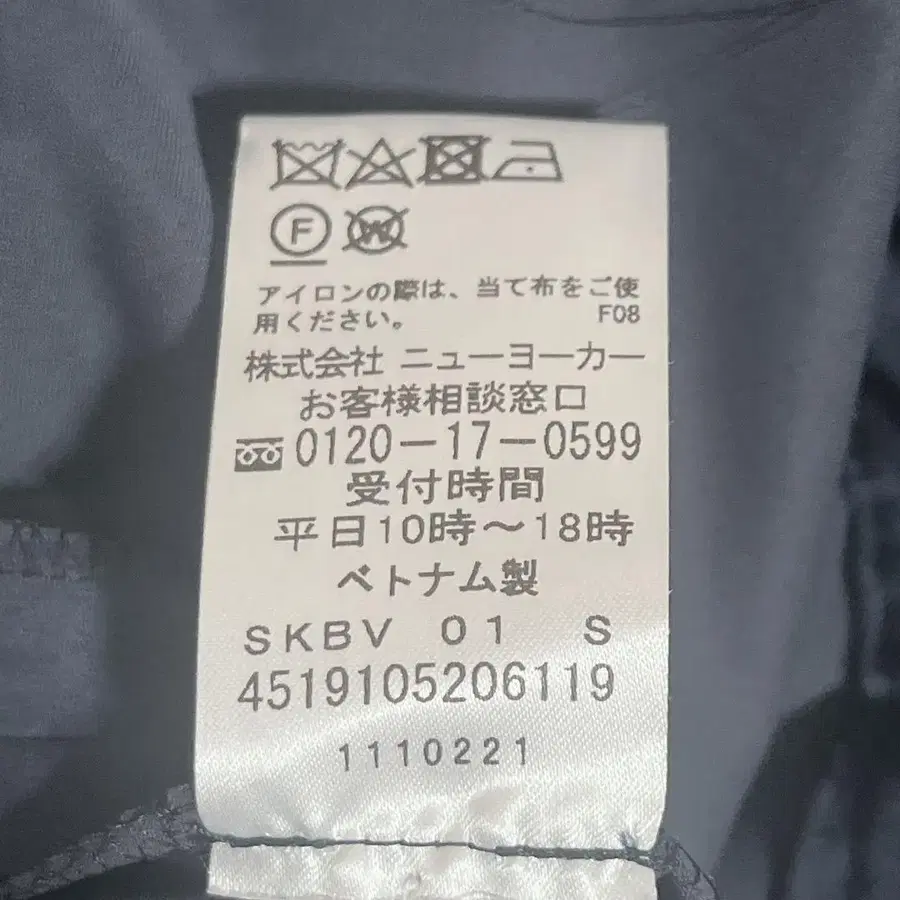 F W
アイロンの際は、当て布をご使
用ください。 F08
株式会社 ニューヨーカー
お客様相談窓口
0120-17-0599
受付時間
平日10時～18時
ベトナム製
SKBV 01 S
4519105206119
1110221